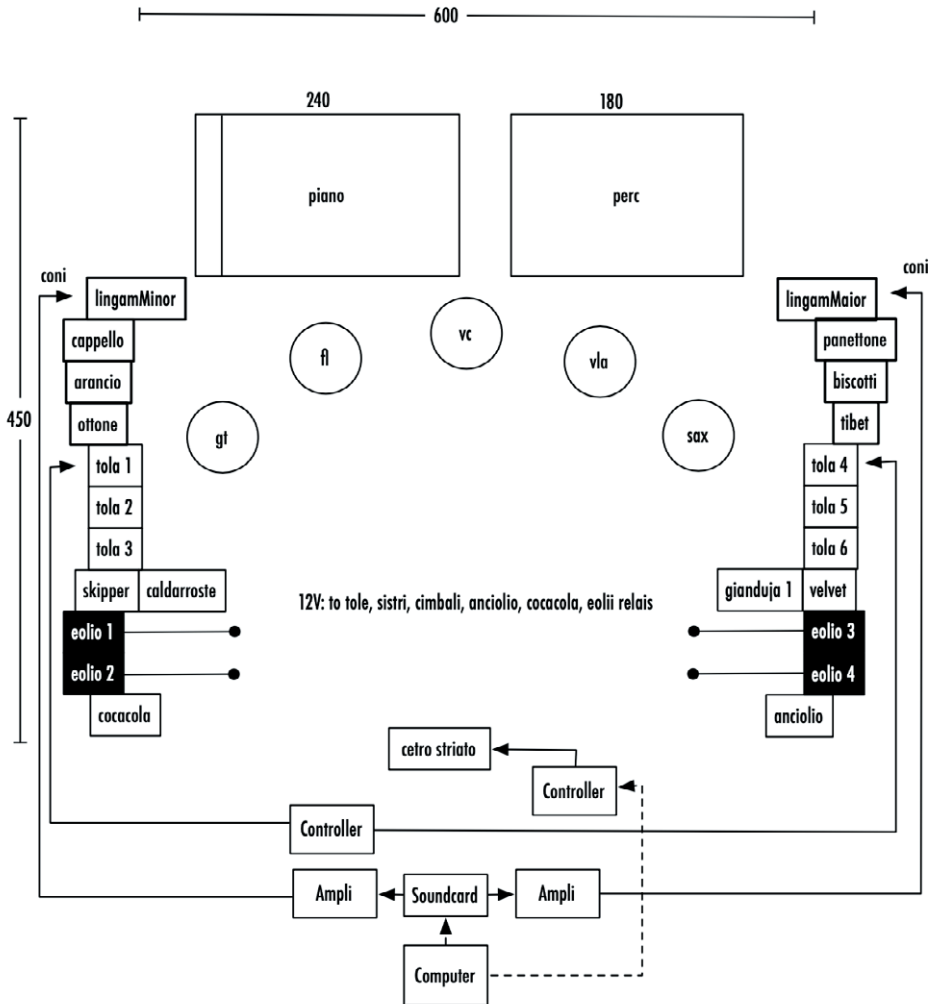 600
240
180
piano
perc
coni
coni
lingamMinor
lingamMaior
cappello
fl
vc
vla
panettone
arancio
biscotti
450
ottone
gt
sax
tibet
tola 1
tola 4
tola 2
tola 5
tola 3
tola 6
skipper
caldarroste
gianduja 1
velvet
12V: to tole, sistri, cimbali, anciolio, cocacola, eolii relais
eolio 1
eolio 3
eolio 2
eolio 4
cocacola
anciolio
cetro striato
Controller
Controller
Ampli
Soundcard
Ampli
Computer